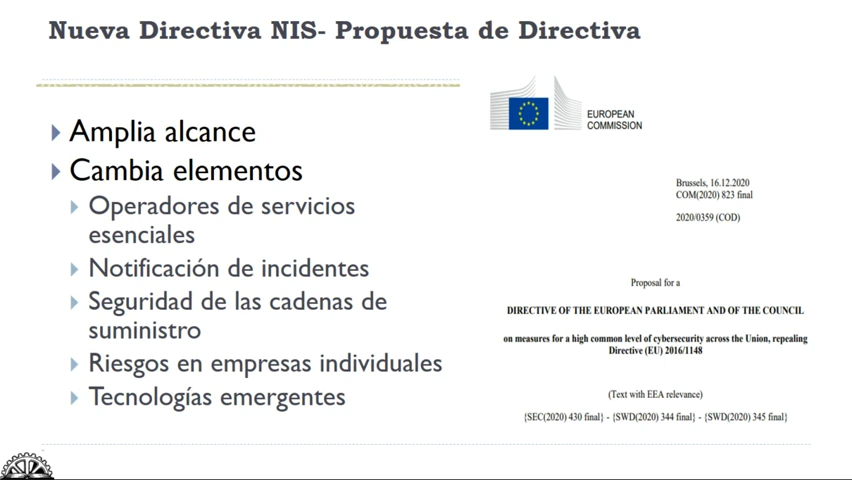 Nueva Directiva NIS- Propuesta de Directiva
Amplia alcance
Cambia elementos
Operadores de servicios
esenciales
Notificación de incidentes
Seguridad de las cadenas de
suministro
Riesgos en empresas individuales
Tecnologías emergentes
EUROPEAN
COMMISSION
Brussels, 16.12.2020
COM(2020) 823 final
2020/0359 (COD)
Proposal for a
DIRECTIVE OF THE EUROPEAN PARLIAMENT AND OF THE COUNCIL
on measures for a high common level of cybersecurity across the Union, repealing
Directive (EU) 2016/1148
(Text with EEA relevance)
{SEC(2020) 430 final} - {SWD(2020) 344 final} - {SWD(2020) 345 final}